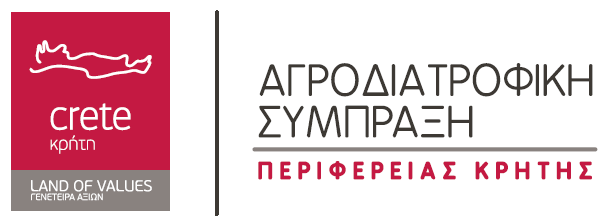 crete
κρήτη
LAND OF VALUES
ΓΕΝΕΤΕΙΡΑ ΑΞΙΩΝ
ΑΓΡΟΔΙΑΤΡΟΦΙΚΗ
ΣΥΜΠΡΑΞΗ
ΠΕΡΙΦΕΡΕΙΑΣ ΚΡΗΤΗΣ